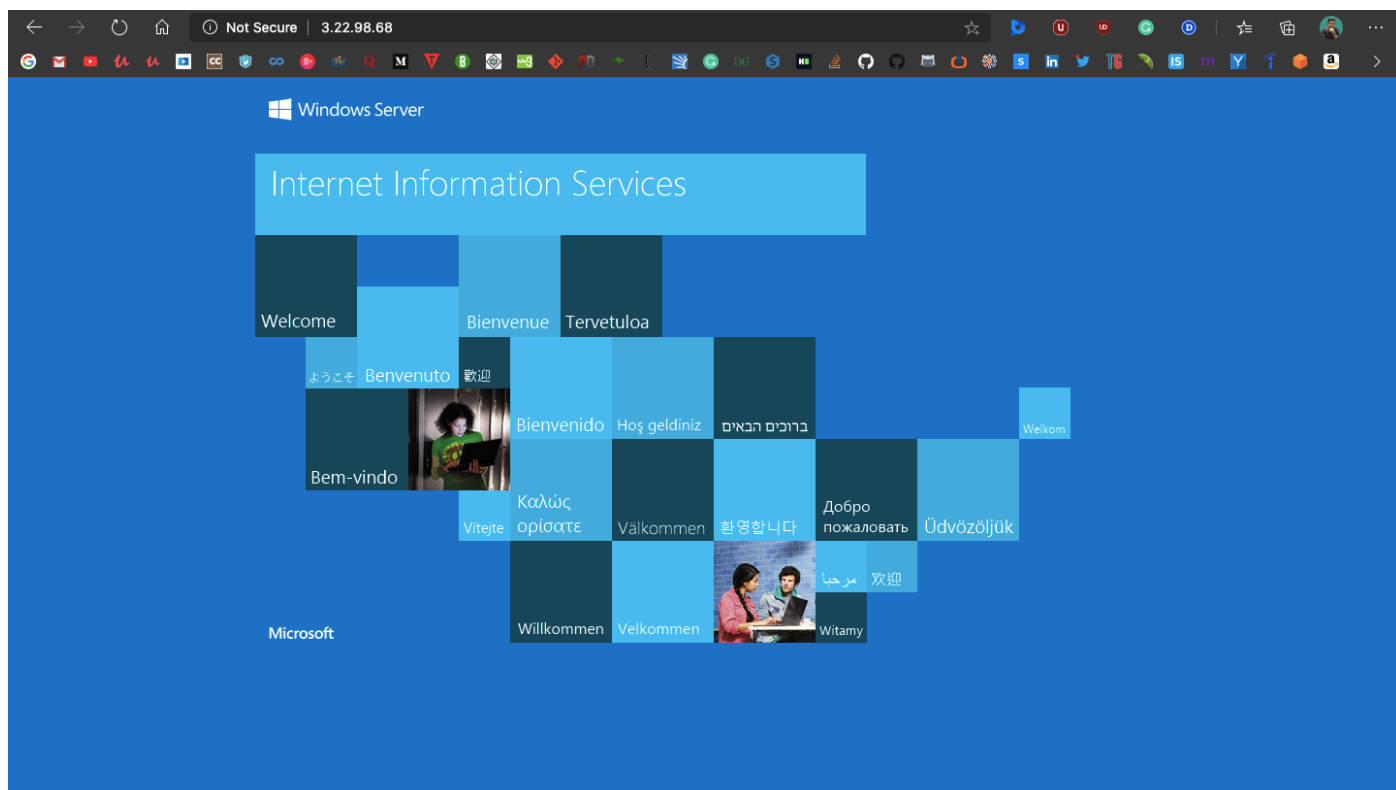 Not Secure 3.22.98.68
Windows Server
Internet Information Services
Welcome
Bienvenue
Tervetuloa
ようこそ
Benvenuto
歡迎
Bienvenido
Hoş geldiniz
ברוכים הבאים
Welkom
Bem-vindo
Vítejte
Καλώς
ορίσατε
Välkommen
환영합니다
Добро
пожаловать
Üdvözöljük
مرحبا
欢迎
Willkommen
Velkommen
Witamy
Microsoft